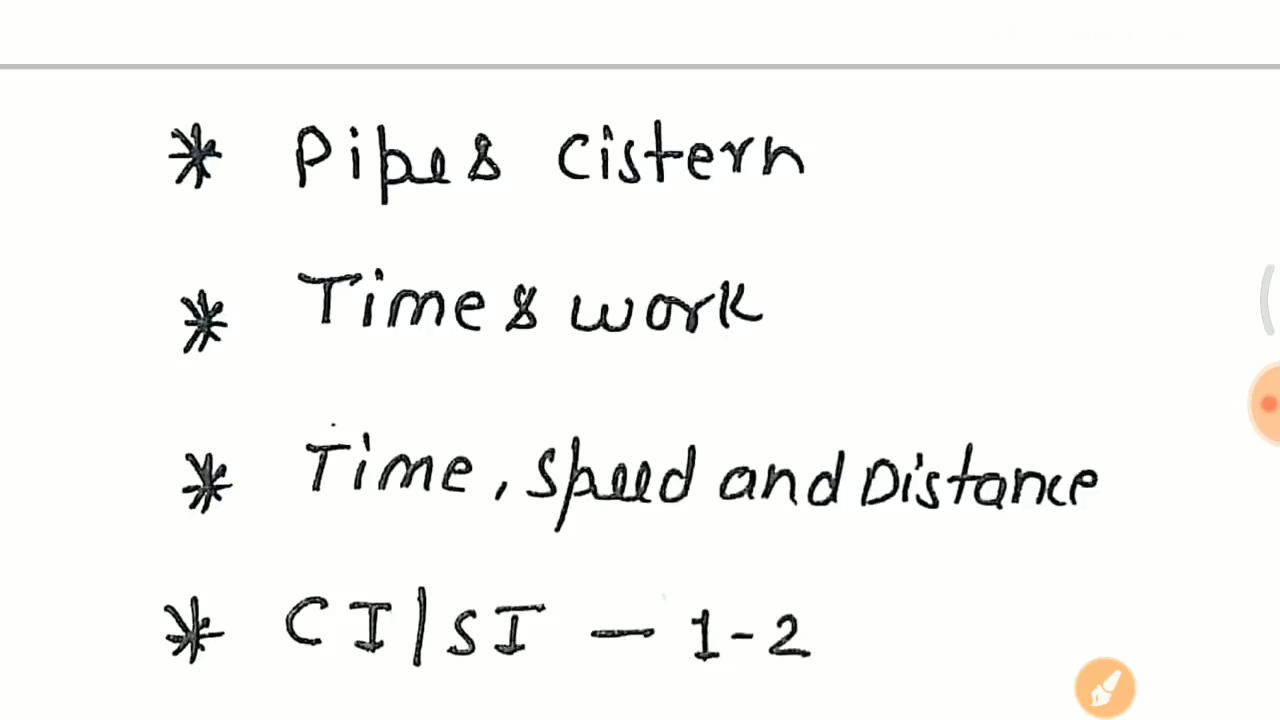 * Pipes Cistern
* Time & work
* Time, Speed and Distance
* CI|SI - 1-2